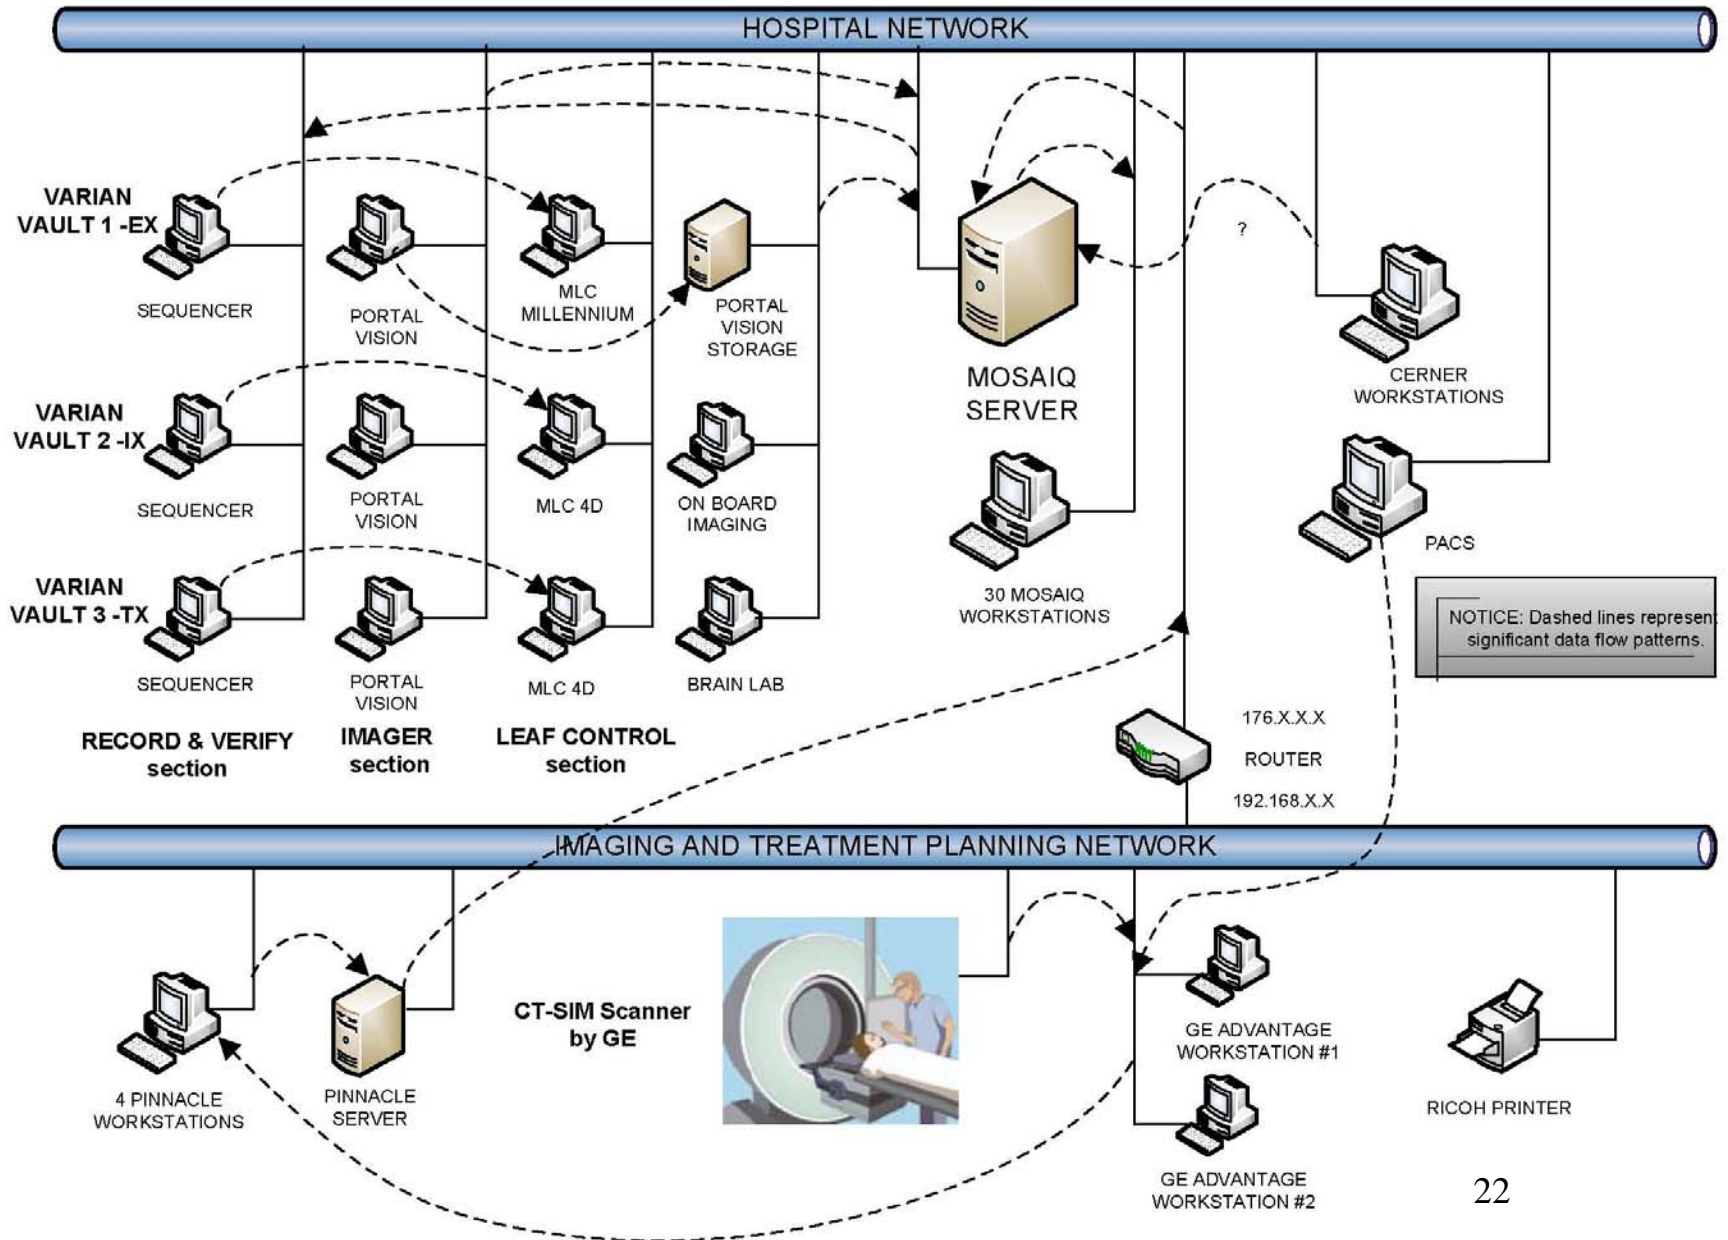 HOSPITAL NETWORK
VARIAN
VAULT 1 -EX
SEQUENCER
PORTAL
VISION
MLC
MILLENNIUM
PORTAL
VISION
STORAGE
MOSAIQ
SERVER
?
CERNER
WORKSTATIONS
VARIAN
VAULT 2 -IX
SEQUENCER
PORTAL
VISION
MLC 4D
ON BOARD
IMAGING
30 MOSAIQ
WORKSTATIONS
PACS
NOTICE: Dashed lines represent
significant data flow patterns.
VARIAN
VAULT 3 -TX
SEQUENCER
PORTAL
VISION
MLC 4D
BRAIN LAB
RECORD & VERIFY
section
IMAGER
section
LEAF CONTROL
section
176.X.X.X
ROUTER
192.168.X.X
IMAGING AND TREATMENT PLANNING NETWORK
4 PINNACLE
WORKSTATIONS
PINNACLE
SERVER
CT-SIM Scanner
by GE
GE ADVANTAGE
WORKSTATION #1
GE ADVANTAGE
WORKSTATION #2
RICOH PRINTER
22